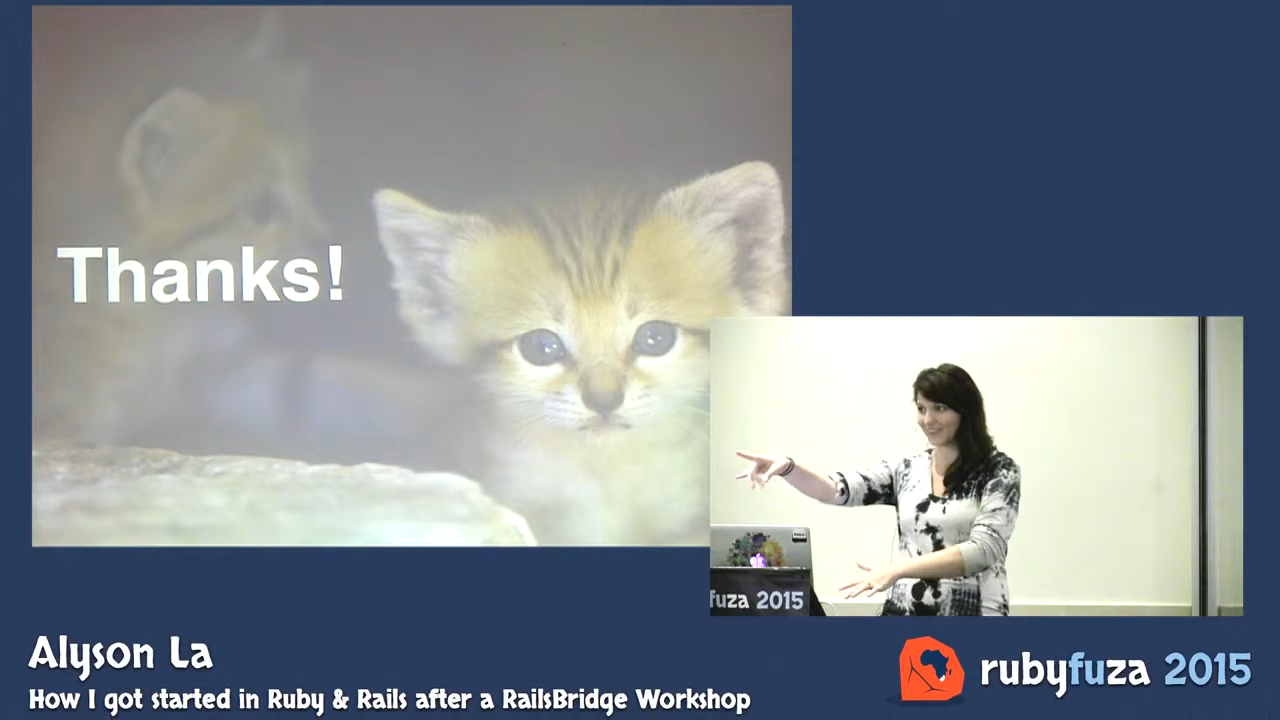 Thanks!
fuza 2015
Alyson La
How I got started in Ruby & Rails after a RailsBridge Workshop
rubyfuza 2015